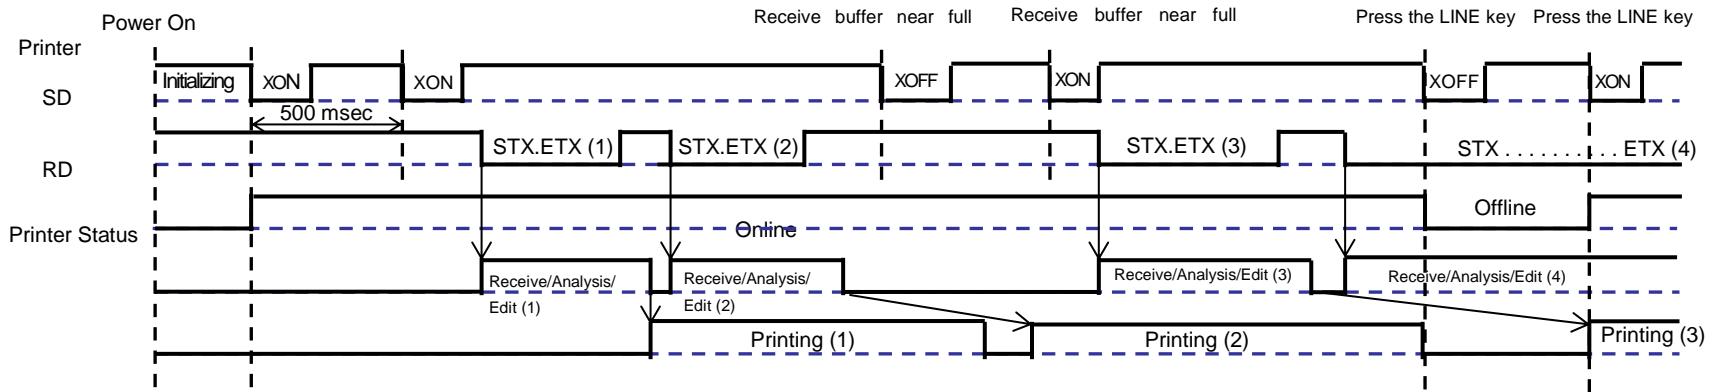 Power On
Receive buffer near full
Receive buffer near full
Press the LINE key
Press the LINE key
Printer
SD
Initializing
XON
XON
XOFF
XON
XOFF
XON
500 msec
RD
STX.ETX (1)
STX.ETX (2)
STX.ETX (3)
STX . . . . . . . . . . ETX (4)
Printer Status
Online
Offline
Receive/Analysis/
Edit (1)
Receive/Analysis/
Edit (2)
Receive/Analysis/Edit (3)
Receive/Analysis/Edit (4)
Printing (1)
Printing (2)
Printing (3)